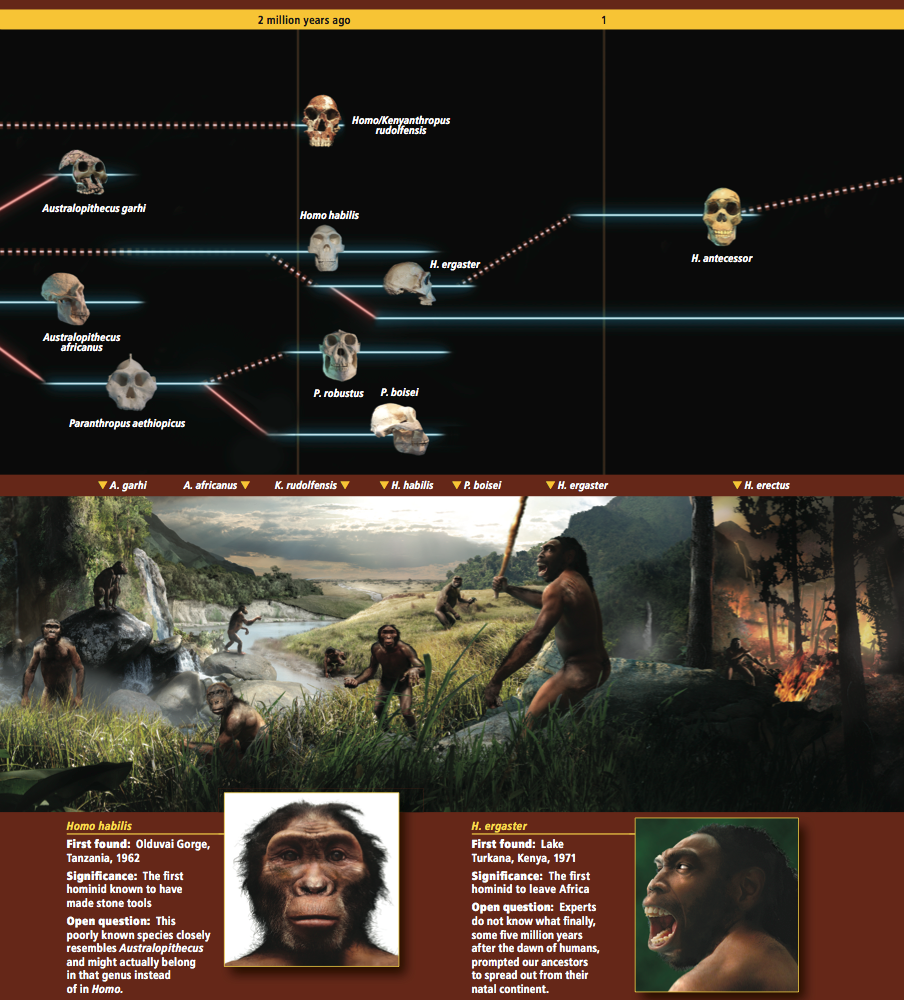 2 million years ago
1
Homo/Kenyanthropus
rudolfensis
Australopithecus garhi
Homo habilis
H. ergaster
H. antecessor
Australopithecus
africanus
P. robustus
P. boisei
Paranthropus aethiopicus
▼ A. garhi
A. africanus ▼
K. rudolfensis ▼
▼ H. habilis
▼ P. boisei
▼ H. ergaster
▼ H. erectus
Homo habilis
First found: Olduvai Gorge,
Tanzania, 1962
Significance: The first
hominid known to have
made stone tools
Open question: This
poorly known species closely
resembles Australopithecus
and might actually belong
in that genus instead
of in Homo.
H. ergaster
First found: Lake
Turkana, Kenya, 1971
Significance: The first
hominid to leave Africa
Open question: Experts
do not know what finally,
some five million years
after the dawn of humans,
prompted our ancestors
to spread out from their
natal continent.